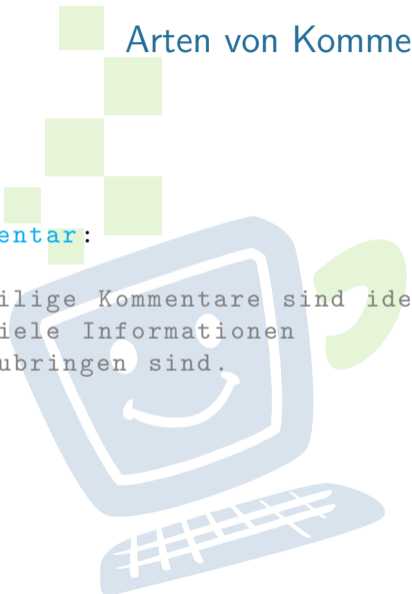 Arten von Komme
entar:
ilige Kommentare sind ide
iele Informationen
ubringen sind.